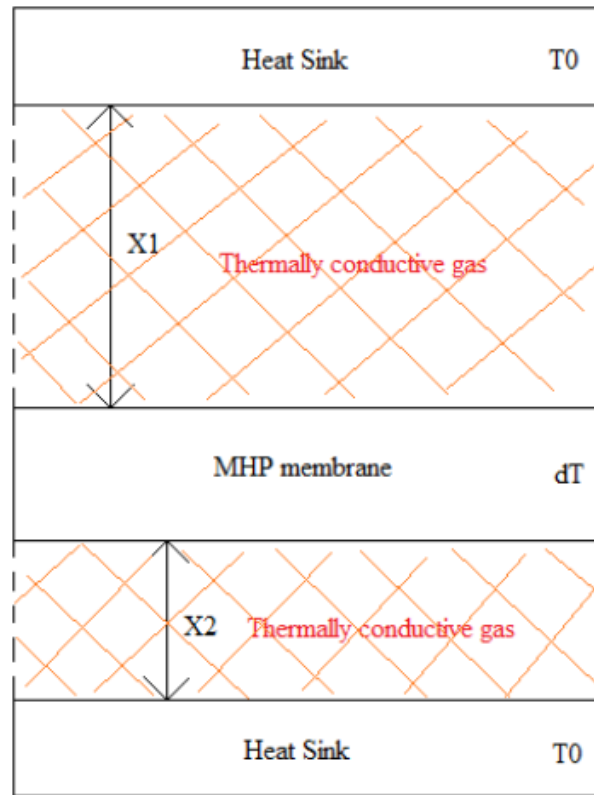 Heat Sink T0
X1
Thermally conductive gas
MHP membrane dT
X2 Thermally conductive gas
Heat Sink T0